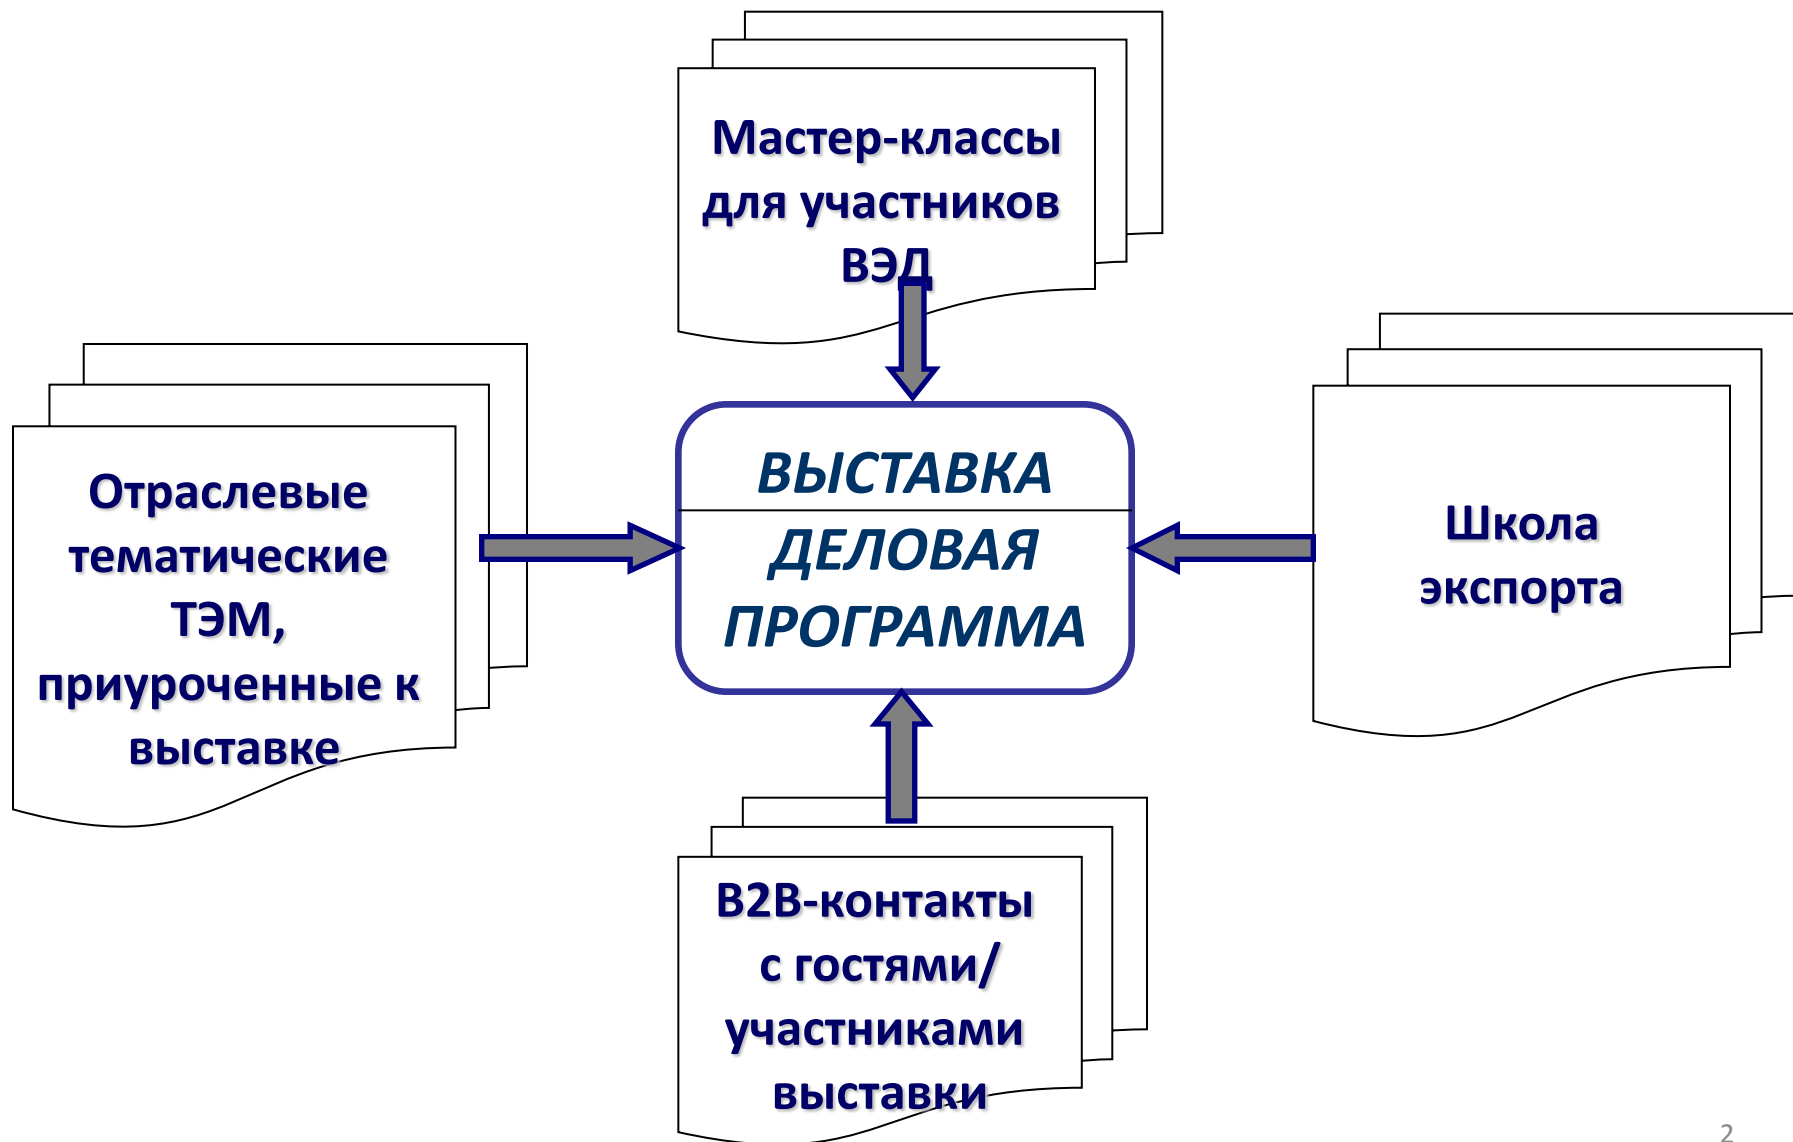 Мастер-классы
для участников
ВЭД
Отраслевые
тематические
ТЭМ,
приуроченные к
выставке
ВЫСТАВКА
ДЕЛОВАЯ
ПРОГРАММА
Школа
экспорта
В2В-контакты
с гостями/
участниками
выставки
2